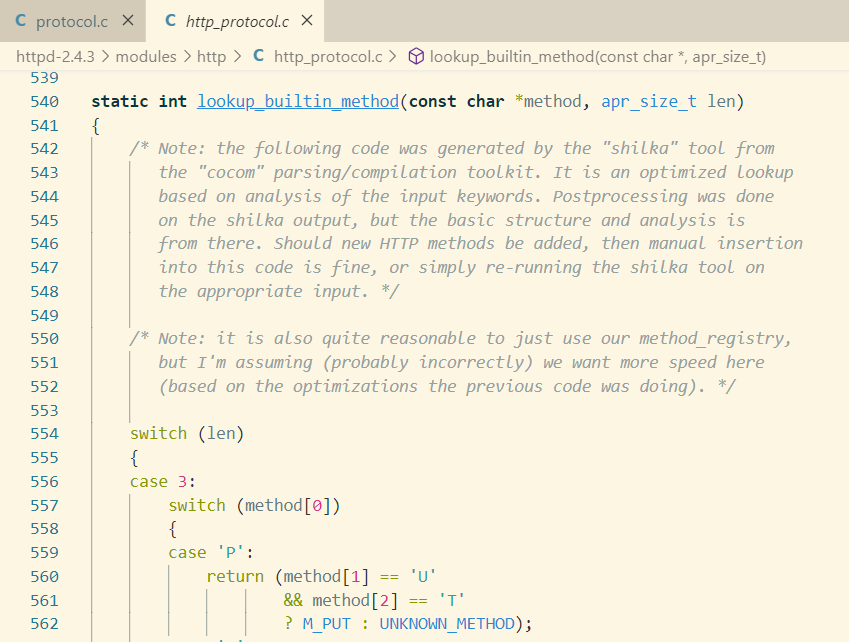 C protocol.c × C http_protocol.c ×
httpd-2.4.3 > modules > http > C http_protocol.c > lookup_builtin_method(const char *, apr_size_t)
539
540 static int lookup_builtin_method(const char *method, apr_size_t len)
541 {
542 /* Note: the following code was generated by the "shilka" tool from
543 the "cocom" parsing/compilation toolkit. It is an optimized lookup
544 based on analysis of the input keywords. Postprocessing was done
545 on the shilka output, but the basic structure and analysis is
546 from there. Should new HTTP methods be added, then manual insertion
547 into this code is fine, or simply re-running the shilka tool on
548 the appropriate input. */
549
550 /* Note: it is also quite reasonable to just use our method_registry,
551 but I'm assuming (probably incorrectly) we want more speed here
552 (based on the optimizations the previous code was doing). */
553
554 switch (len)
555 {
556 case 3:
557 switch (method[0])
558 {
559 case 'P':
560 return (method[1] == 'U'
561 && method[2] == 'T'
562 ? M_PUT : UNKNOWN_METHOD);